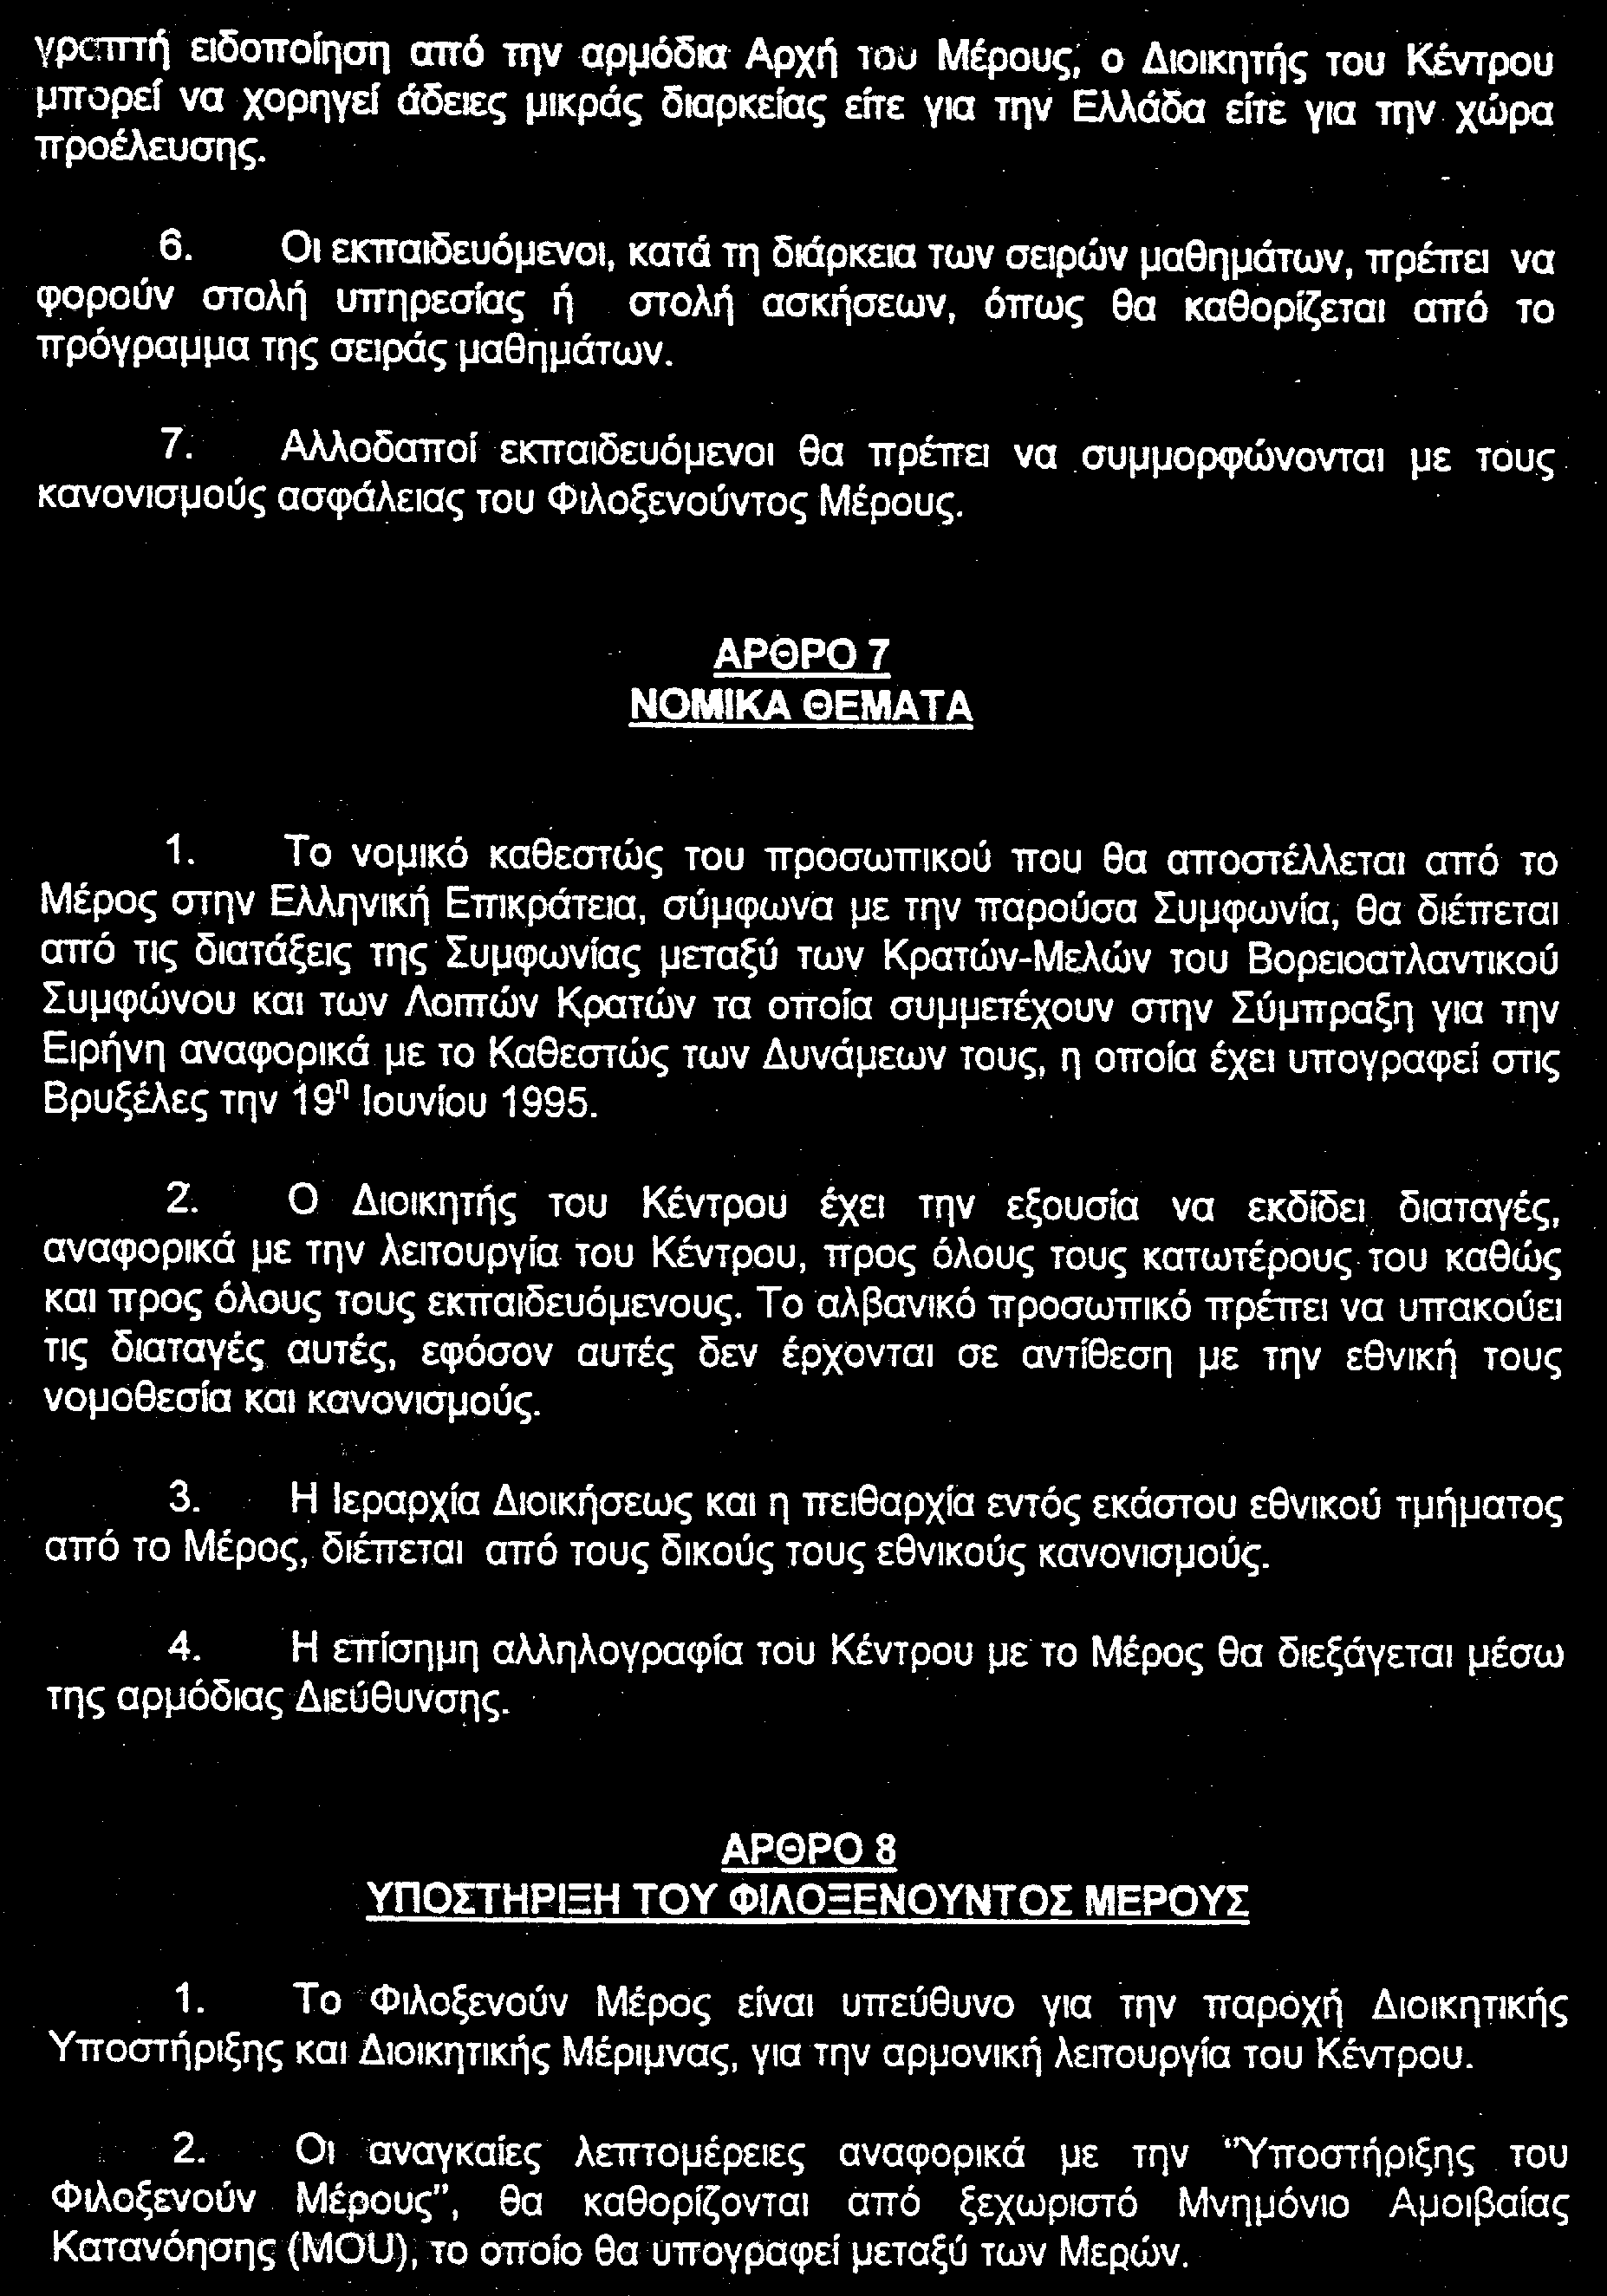 γραπτή ειδοποίηση από την αρμόδια Αρχή του Μέρους, ο Διοικητής του Κέντρου
μπορεί να χορηγεί άδειες μικράς διαρκείας είτε για την Ελλάδα είτε για την χώρα
προέλευσης.
6. Οι εκπαιδευόμενοι, κατά τη διάρκεια των σειρών μαθημάτων, πρέπει να
φορούν στολή υπηρεσίας ή στολή ασκήσεων, όπως θα καθορίζεται από το
πρόγραμμα της σειράς μαθημάτων.
7. Αλλοδαποί εκπαιδευόμενοι θα πρέπει να συμμορφώνονται με τους
κανονισμούς ασφάλειας του Φιλοξενούντος Μέρους.
ΑΡΘΡΟ 7
ΝΟΜΙΚΑ ΘΕΜΑΤΑ
1. Το νομικό καθεστώς του προσωπικού που θα αποστέλλεται από το
Μέρος στην Ελληνική Επικράτεια, σύμφωνα με την παρούσα Συμφωνία, θα διέπεται
από τις διατάξεις της Συμφωνίας μεταξύ των Κρατών-Μελών του Βορειοατλαντικού
Συμφώνου και των Λοιπών Κρατών τα οποία συμμετέχουν στην Σύμπραξη για την
Ειρήνη αναφορικά με το Καθεστώς των Δυνάμεων τους, η οποία έχει υπογραφεί στις
Βρυξέλες την 19η Ιουνίου 1995.
2. Ο Διοικητής του Κέντρου έχει την εξουσία να εκδίδει διαταγές,
αναφορικά με την λειτουργία του Κέντρου, προς όλους τους κατωτέρους του καθώς
και προς όλους τους εκπαιδευόμενους. Το αλβανικό προσωπικό πρέπει να υπακούει
τις διαταγές αυτές, εφόσον αυτές δεν έρχονται σε αντίθεση με την εθνική τους
νομοθεσία και κανονισμούς.
3. Η Ιεραρχία Διοικήσεως και η πειθαρχία εντός εκάστου εθνικού τμήματος
από το Μέρος, διέπεται από τους δικούς τους εθνικούς κανονισμούς.
4. Η επίσημη αλληλογραφία του Κέντρου με το Μέρος θα διεξάγεται μέσω
της αρμόδιας Διεύθυνσης.
ΑΡΘΡΟ 8
ΥΠΟΣΤΗΡΙΞΗ ΤΟΥ ΦΙΛΟΞΕΝΟΥΝΤΟΣ ΜΕΡΟΥΣ
1. Το Φιλοξενούν Μέρος είναι υπεύθυνο για την παροχή Διοικητικής
Υποστήριξης και Διοικητικής Μέριμνας, για την αρμονική λειτουργία του Κέντρου.
2. Οι αναγκαίες λεπτομέρειες αναφορικά με την "Υποστήριξης του
Φιλοξενούν Μέρους", θα καθορίζονται από ξεχωριστό Μνημόνιο Αμοιβαίας
Κατανόησης (MOU), το οποίο θα υπογραφεί μεταξύ των Μερών.